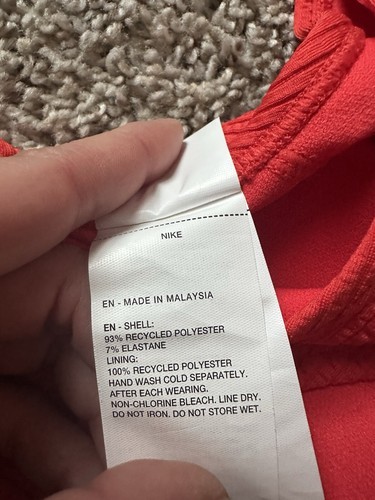 NIKE
EN - MADE IN MALAYSIA
EN - SHELL:
93% RECYCLED POLYESTER
7% ELASTANE
LINING:
100% RECYCLED POLYESTER
HAND WASH COLD SEPARATELY.
AFTER EACH WEARING.
NON-CHLORINE BLEACH. LINE DRY.
DO NOT IRON. DO NOT STORE WET.